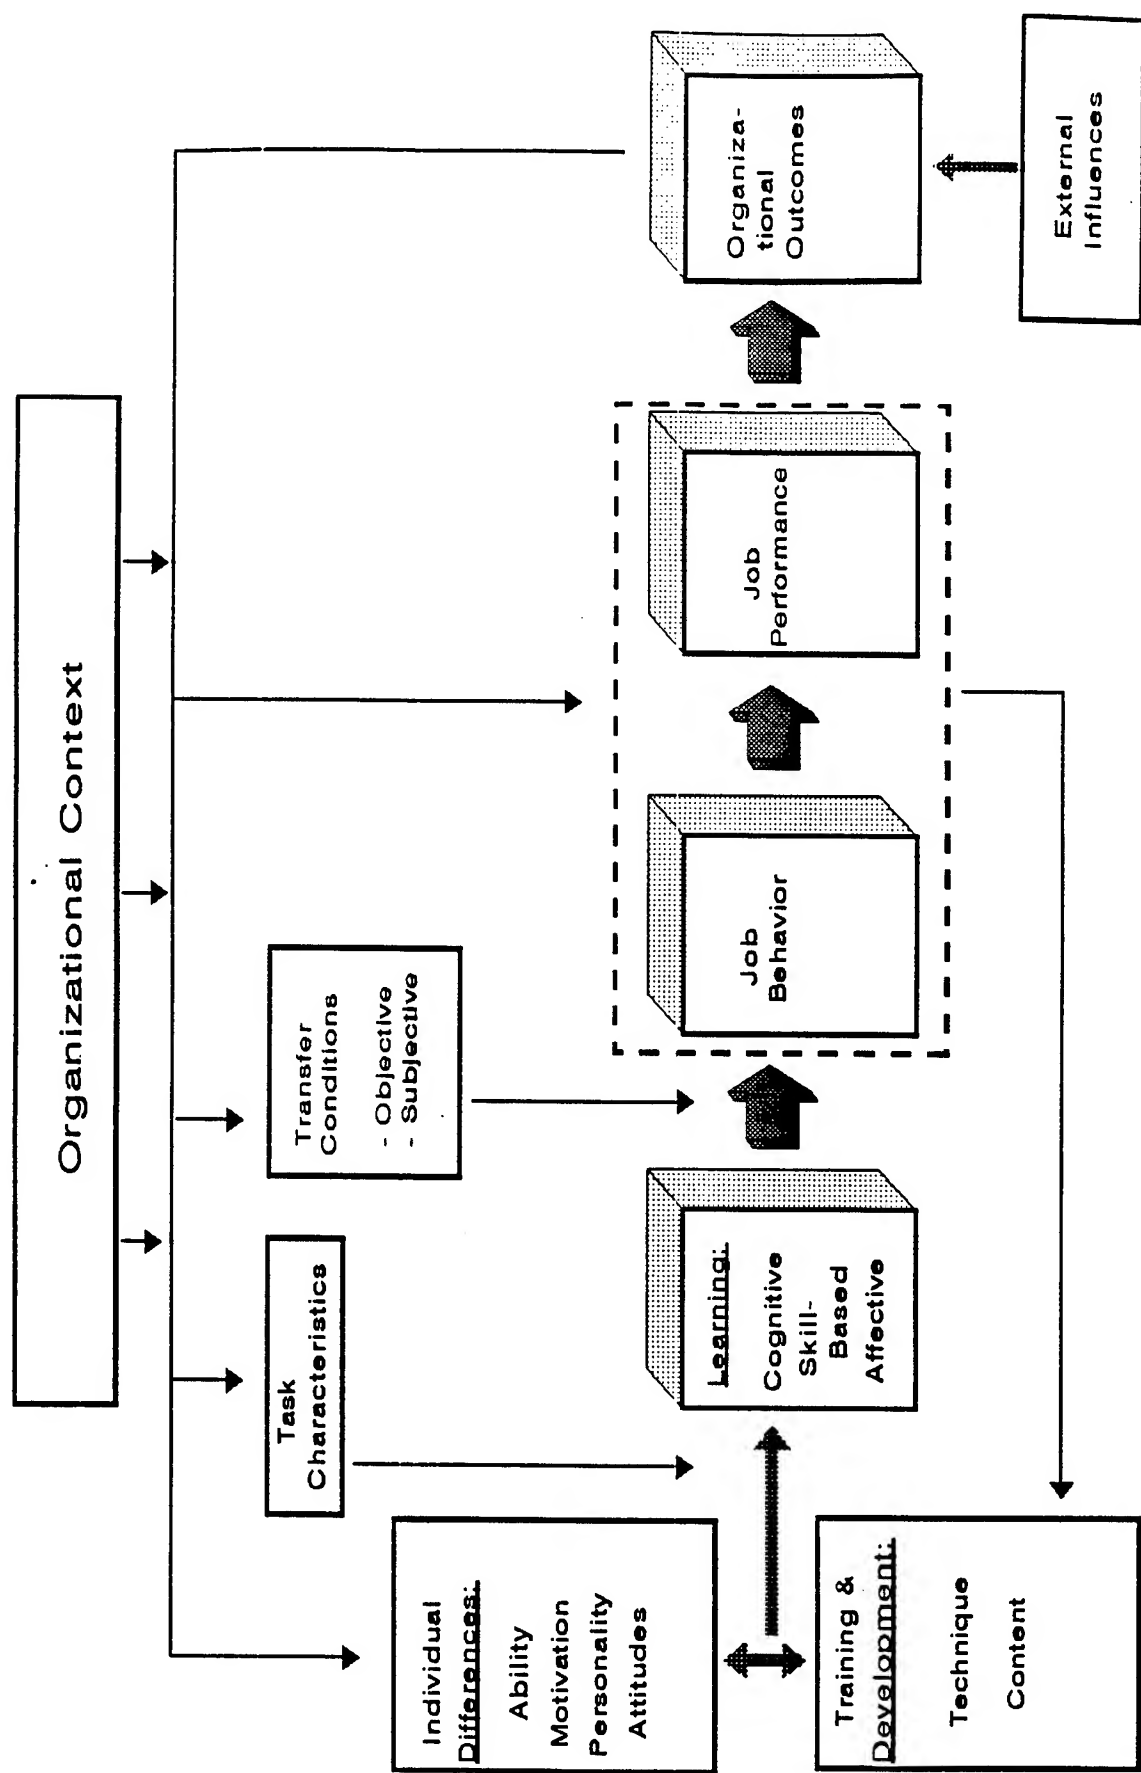 Organizational Context
Individual
Differences:
Ability
Motivation
Personality
Attitudes
Task
Characteristics
Transfer
Conditions
- Objective
- Subjective
Training &
Development:
Technique
Content
Learning:
Cognitive
Skill-
Based
Affective
Job
Behavior
Job
Performance
Organiza-
tional
Outcomes
External
Influences